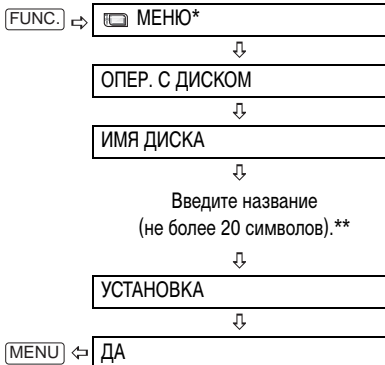 FUNC. ⇨ МЕНЮ*
⇩
ОПЕР. С ДИСКОМ
⇩
ИМЯ ДИСКА
⇩
Введите название
(не более 20 символов).**
⇩
УСТАНОВКА
⇩
MENU ⇦ ДА